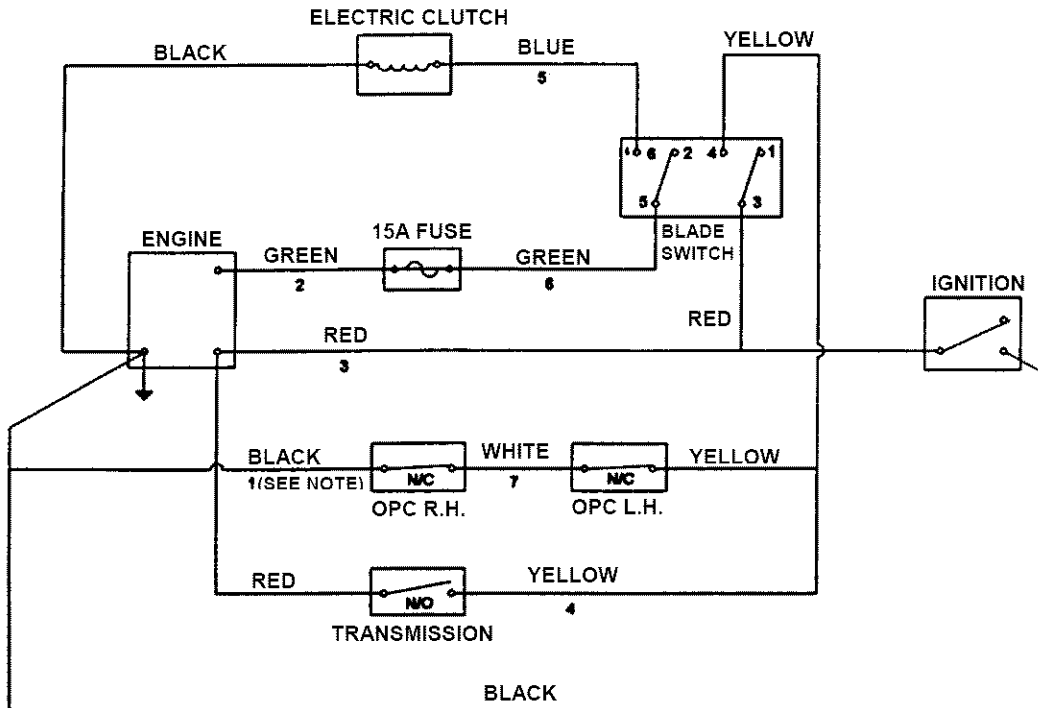 ELECTRIC CLUTCH
BLACK
BLUE
5
YELLOW
6 2 4 1
5 3
BLADE
SWITCH
ENGINE
15A FUSE
GREEN
2
GREEN
6
IGNITION
RED
RED
3
BLACK
1(SEE NOTE)
N/C
OPC R.H.
WHITE
7
N/C
OPC L.H.
YELLOW
RED
N/O
TRANSMISSION
YELLOW
4
BLACK